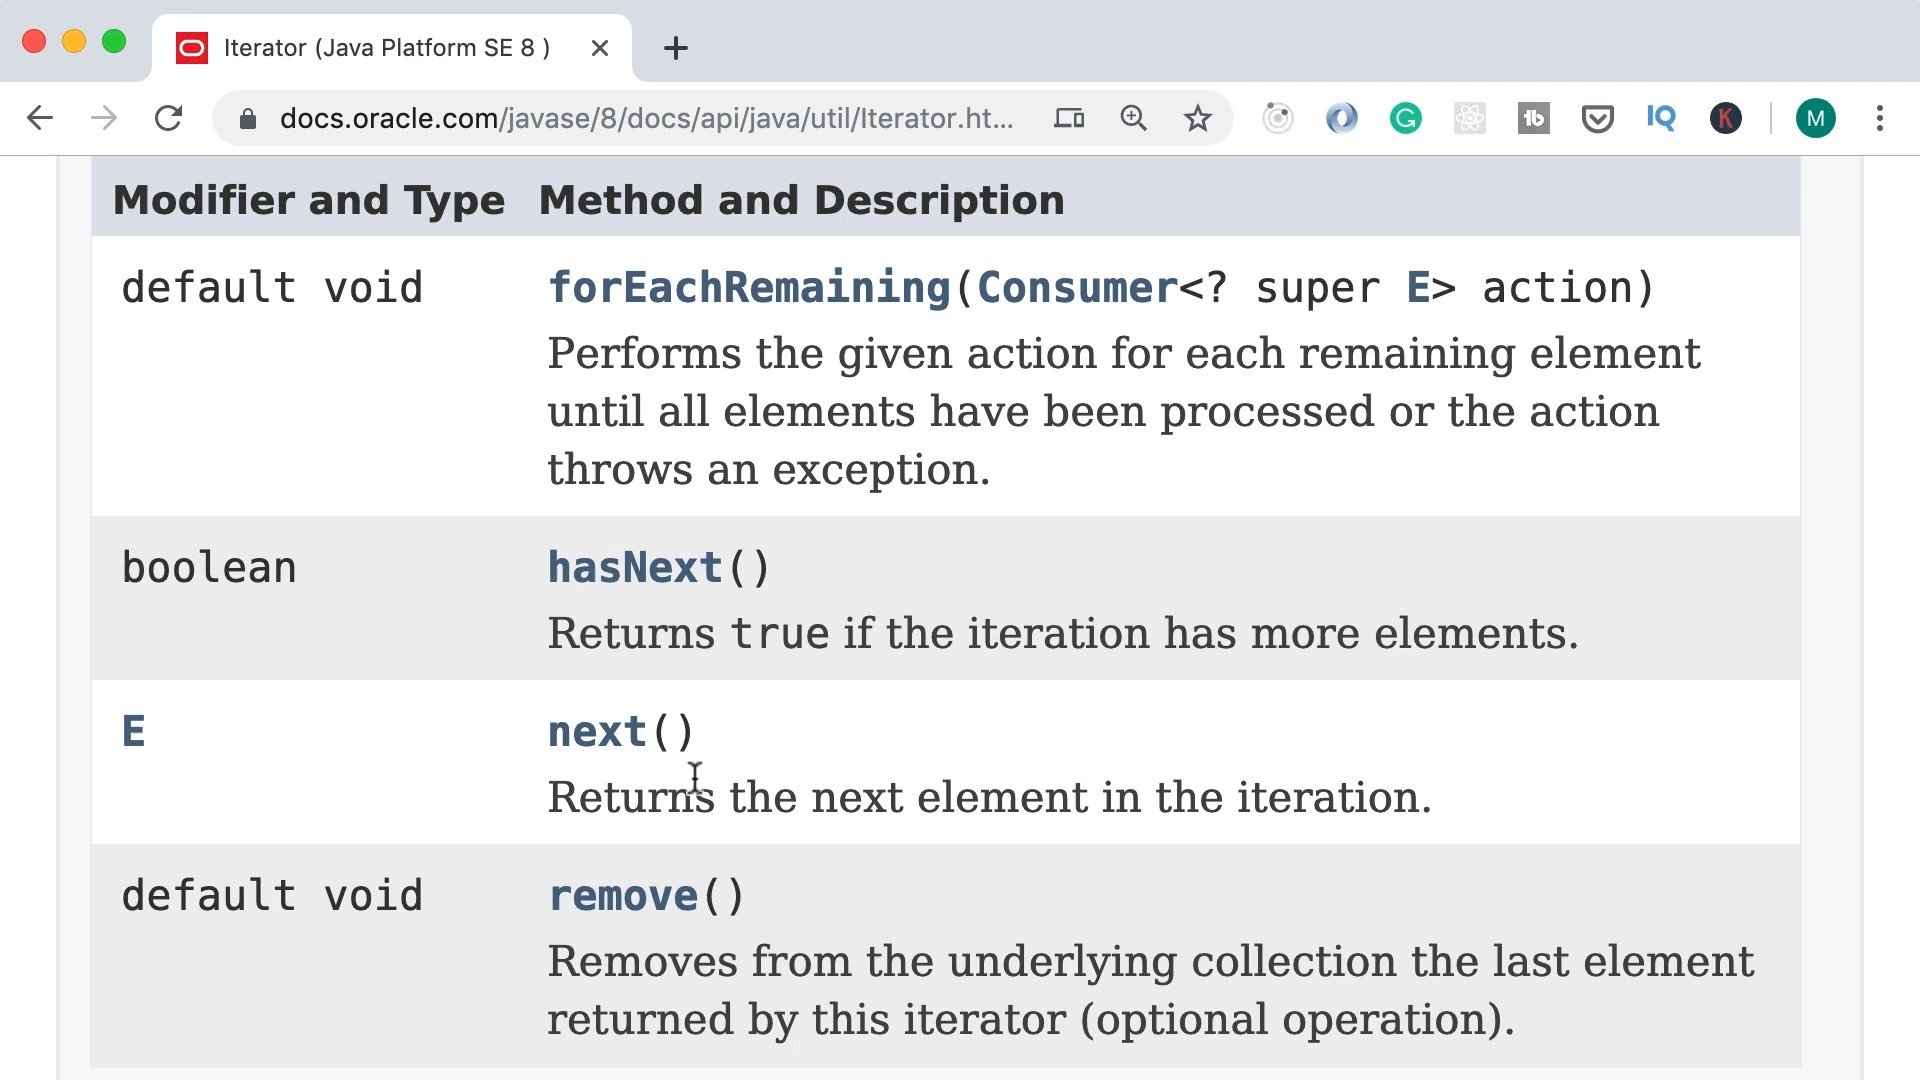 Iterator (Java Platform SE 8 )
docs.oracle.com/javase/8/docs/api/java/util/Iterator.ht...
G
tb
IQ
K
M
Modifier and Type Method and Description
default void forEachRemaining(Consumer<? super E> action)
Performs the given action for each remaining element
until all elements have been processed or the action
throws an exception.
boolean hasNext()
Returns true if the iteration has more elements.
E next()
Returns the next element in the iteration.
default void remove()
Removes from the underlying collection the last element
returned by this iterator (optional operation).